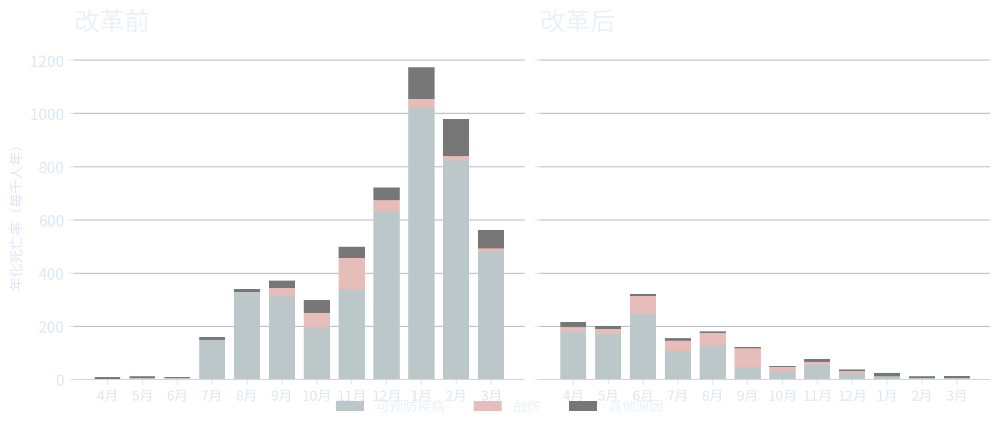 改革前
改革后
年化死亡率（每千人年）
1200
1000
800
600
400
200
0
4月 5月 6月 7月 8月 9月 10月 11月 12月 1月 2月 3月
4月 5月 6月 7月 8月 9月 10月 11月 12月 1月 2月 3月
可预防疾病 战伤 其他原因